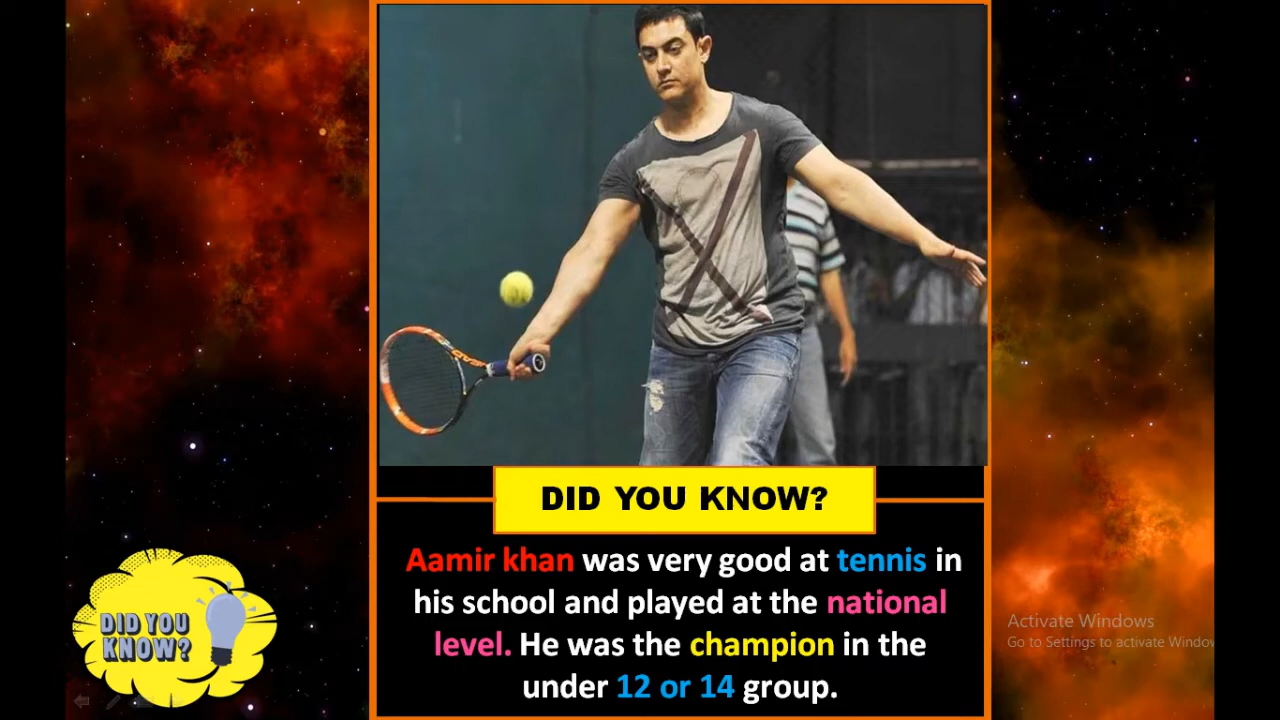 DID YOU KNOW?
Aamir khan was very good at tennis in
his school and played at the national
level. He was the champion in the
under 12 or 14 group.
DID YOU
KNOW?
Activate Windows
Go to Settings to activate Window